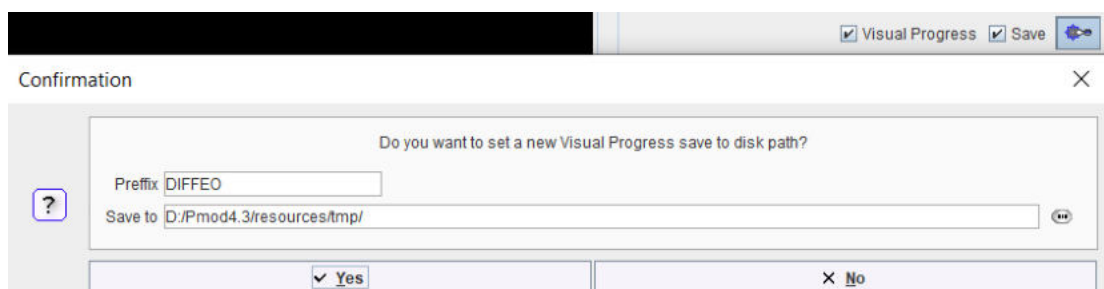 Visual Progress Save
Confirmation
Do you want to set a new Visual Progress save to disk path?
Preffix DIFFEO
? Save to D:/Pmod4.3/resources/tmp/
Yes No